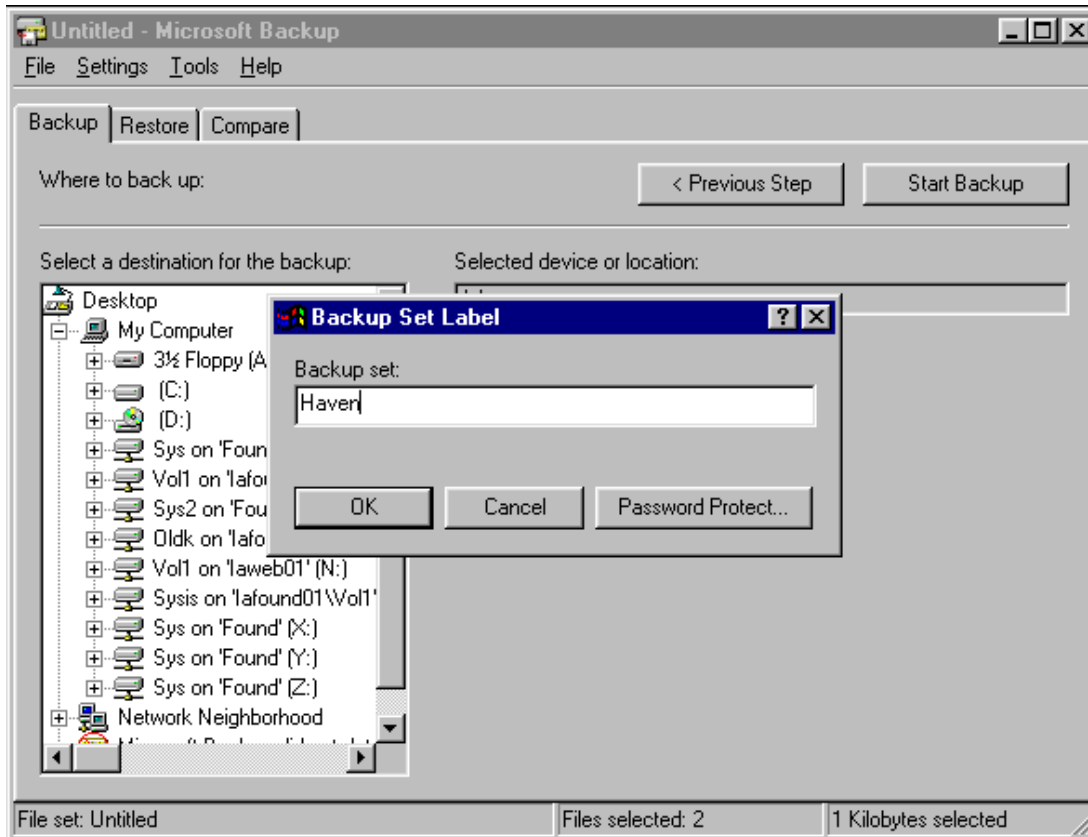 Untitled - Microsoft Backup
File Settings Tools Help
Backup Restore Compare
Where to back up:
< Previous Step
Start Backup
Select a destination for the backup:
Selected device or location:
Desktop
My Computer
3½ Floppy (A
(C:)
(D:)
Sys on 'Foun
Vol1 on 'lafou
Sys2 on 'Fou
Oldk on 'lafo
Vol1 on 'laweb01' (N:)
Sysis on 'lafound01\Vol1'
Sys on 'Found' (X:)
Sys on 'Found' (Y:)
Sys on 'Found' (Z:)
Network Neighborhood
Backup Set Label
Backup set:
Haven
OK
Cancel
Password Protect...
File set: Untitled
Files selected: 2
1 Kilobytes selected